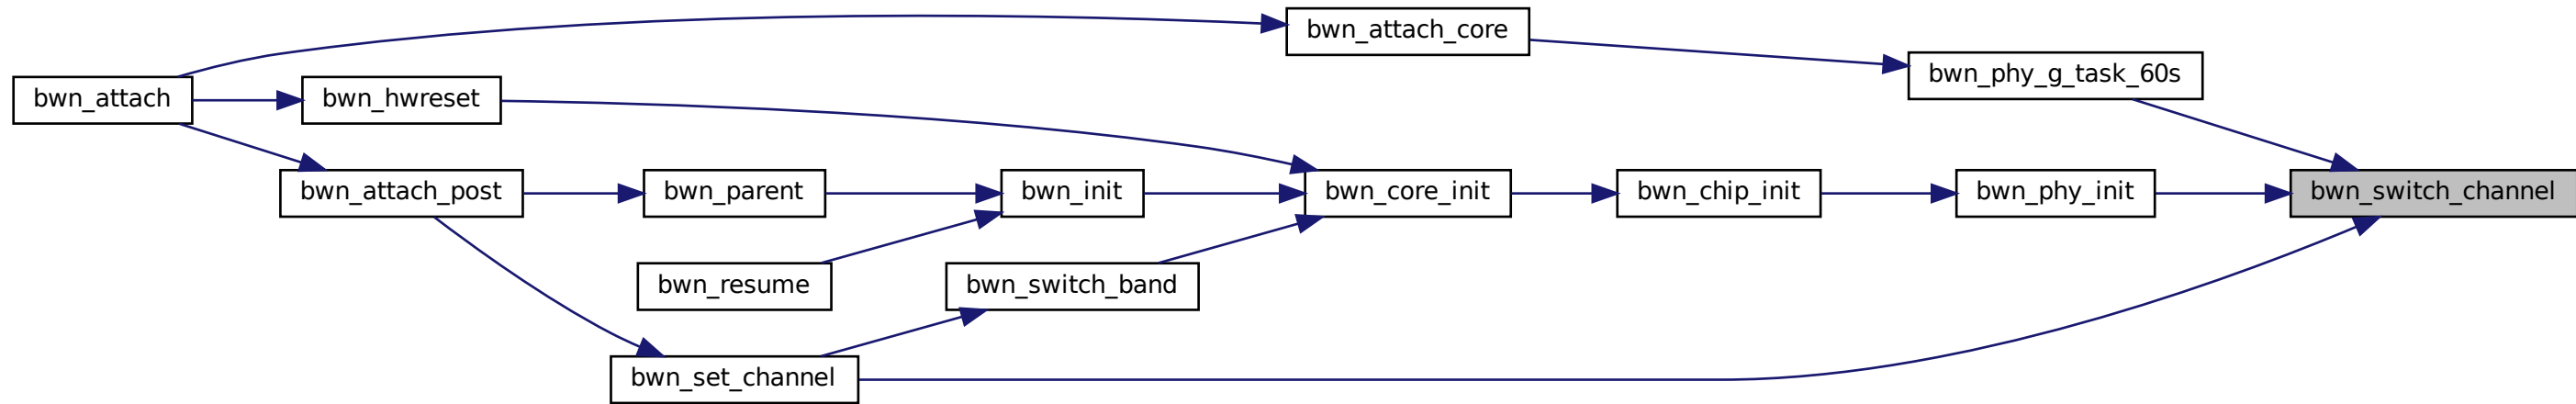 bwn_attach_core
bwn_phy_g_task_60s
bwn_attach
bwn_hwreset
bwn_attach_post
bwn_parent
bwn_init
bwn_core_init
bwn_chip_init
bwn_phy_init
bwn_switch_channel
bwn_resume
bwn_switch_band
bwn_set_channel